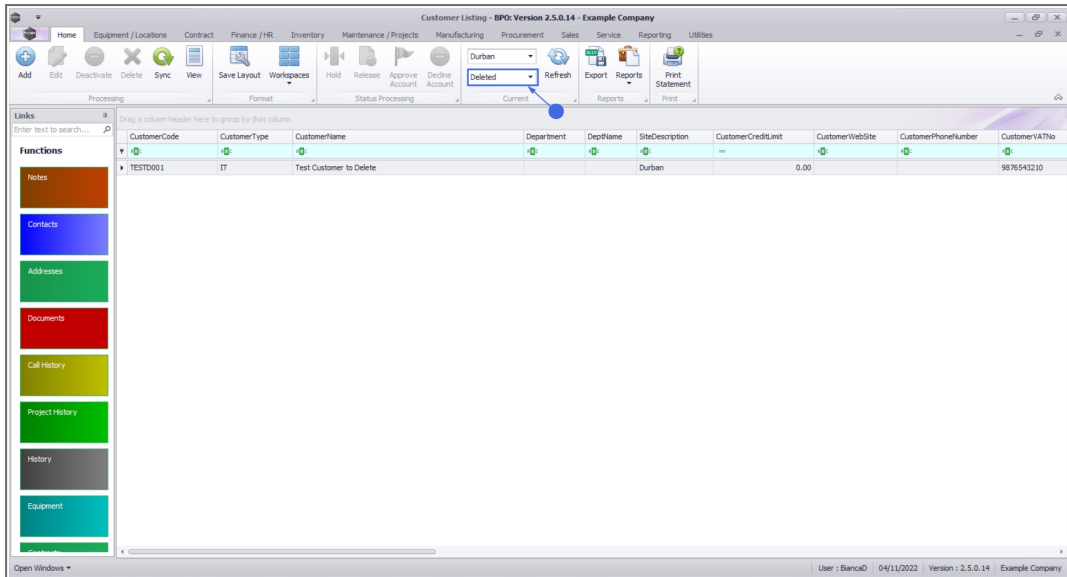 Customer Listing - BPO: Version 2.5.0.14 - Example Company
Home Equipment / Locations Contract Finance / HR Inventory Maintenance / Projects Manufacturing Procurement Sales Service Reporting Utilities
Add Edit Deactivate Delete Sync View Save Layout Workspaces Hold Release Approve Account Decline Account Durban Deleted Refresh Export Reports Print Statement
Processing Format Status Processing Current Reports Print
Links
Enter text to search...
Drag a column header here to group by that column
CustomerCode CustomerType CustomerName Department DeptName SiteDescription CustomerCreditLimit CustomerWebSite CustomerPhoneNumber CustomerVATNo
=
TESTD001 IT Test Customer to Delete Durban 0.00 9876543210
Functions
Notes
Contacts
Addresses
Documents
Call History
Project History
History
Equipment
Contracts
Open Windows User : BiancaD 04/11/2022 Version : 2.5.0.14 Example Company